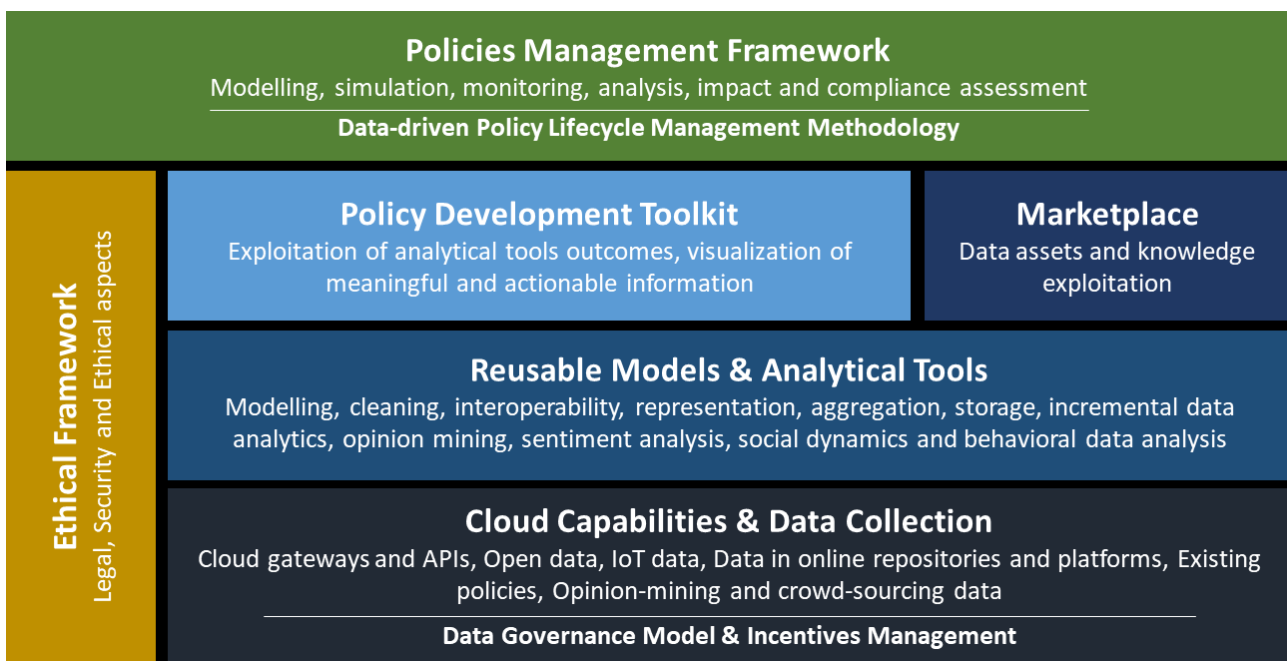 Policies Management Framework
Modelling, simulation, monitoring, analysis, impact and compliance assessment
Data-driven Policy Lifecycle Management Methodology
Ethical Framework
Legal, Security and Ethical aspects
Policy Development Toolkit
Exploitation of analytical tools outcomes, visualization of
meaningful and actionable information
Marketplace
Data assets and knowledge
exploitation
Reusable Models & Analytical Tools
Modelling, cleaning, interoperability, representation, aggregation, storage, incremental data
analytics, opinion mining, sentiment analysis, social dynamics and behavioral data analysis
Cloud Capabilities & Data Collection
Cloud gateways and APIs, Open data, IoT data, Data in online repositories and platforms, Existing
policies, Opinion-mining and crowd-sourcing data
Data Governance Model & Incentives Management